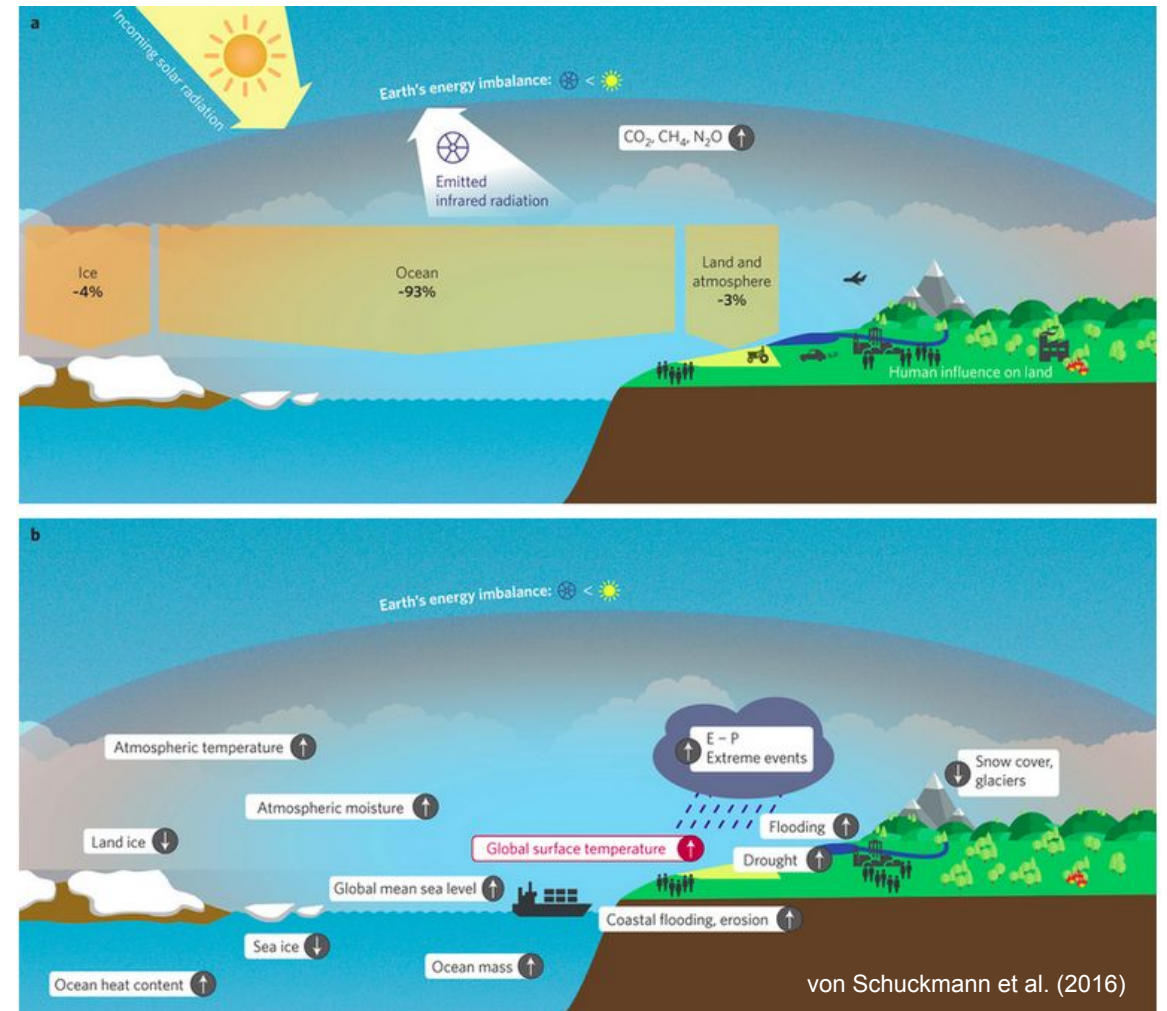 a
Incoming solar radiation
Earth's energy imbalance: <
CO₂, CH₄, N₂O
Emitted
infrared radiation
Ice
-4%
Ocean
-93%
Land and
atmosphere
-3%
Human influence on land
b
Earth's energy imbalance: <
Atmospheric temperature
E – P
Extreme events
Snow cover,
glaciers
Atmospheric moisture
Flooding
Land ice
Global surface temperature
Drought
Global mean sea level
Coastal flooding, erosion
Sea ice
Ocean mass
Ocean heat content
von Schuckmann et al. (2016)